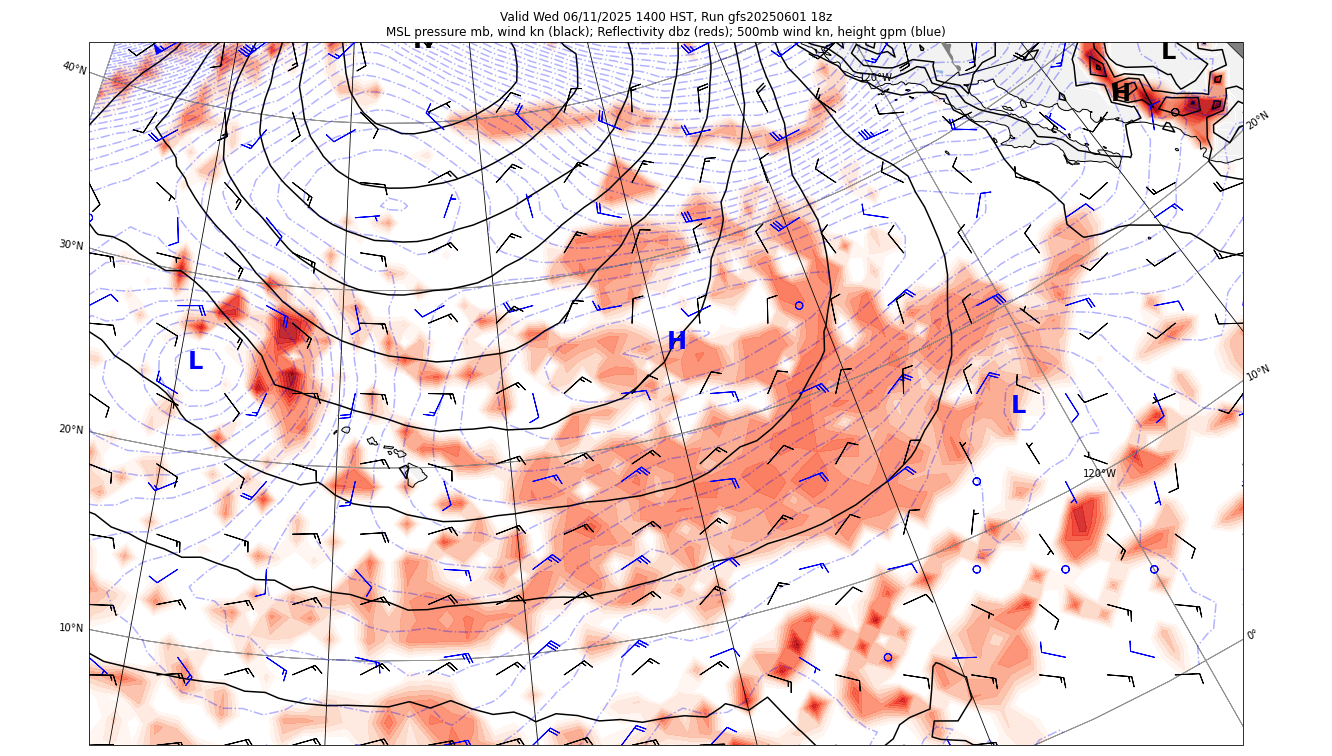 Valid Wed 06/11/2025 1400 HST, Run gfs20250601 18z
MSL pressure mb, wind kn (black); Reflectivity dbz (reds); 500mb wind kn, height gpm (blue)
L
40°N
120°W
H
20°N
30°N
H
L
10°N
L
20°N
120°W
10°N
0°